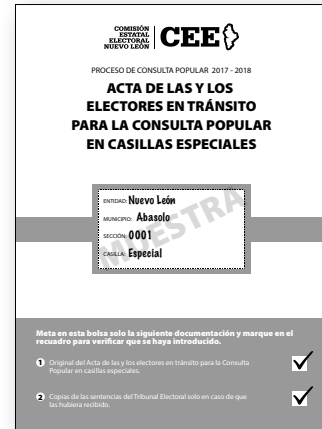 COMISIÓN
ESTATAL
ELECTORAL
NUEVO LEÓN
CEE
PROCESO DE CONSULTA POPULAR 2017 - 2018
ACTA DE LAS Y LOS
ELECTORES EN TRÁNSITO
PARA LA CONSULTA POPULAR
EN CASILLAS ESPECIALES
ENTIDAD: Nuevo León
MUNICIPIO: Abasolo
SECCIÓN: 0001
CASILLA: Especial
MUESTRA
Meta en esta bolsa solo la siguiente documentación y marque en el
recuadro para verificar que se haya introducido.
1 Original del Acta de las y los electores en tránsito para la Consulta
Popular en casillas especiales.
2 Copias de las sentencias del Tribunal Electoral solo en caso de que
las hubiera recibido.